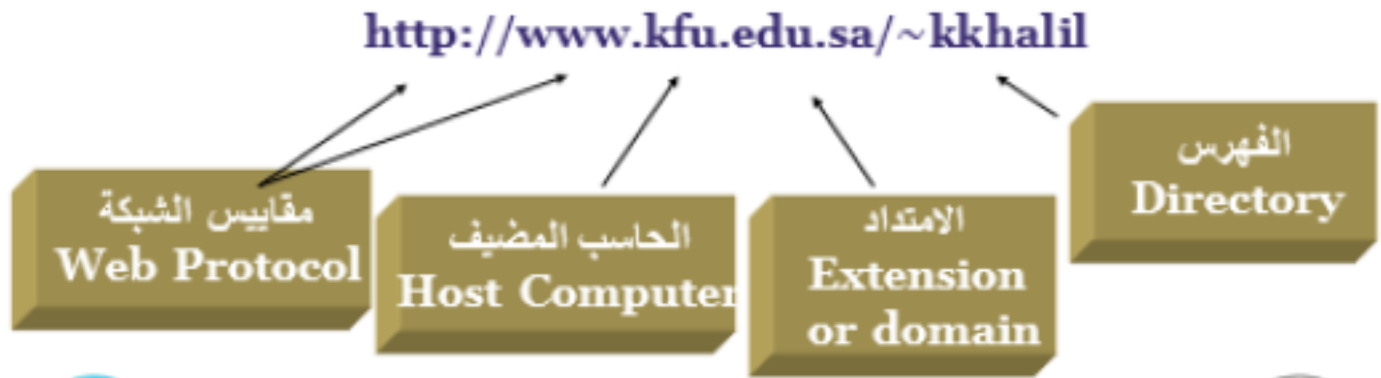 http://www.kfu.edu.sa/~kkhalil
مقاييس الشبكة
Web Protocol
الحاسب المضيف
Host Computer
الامتداد
Extension
or domain
الفهرس
Directory